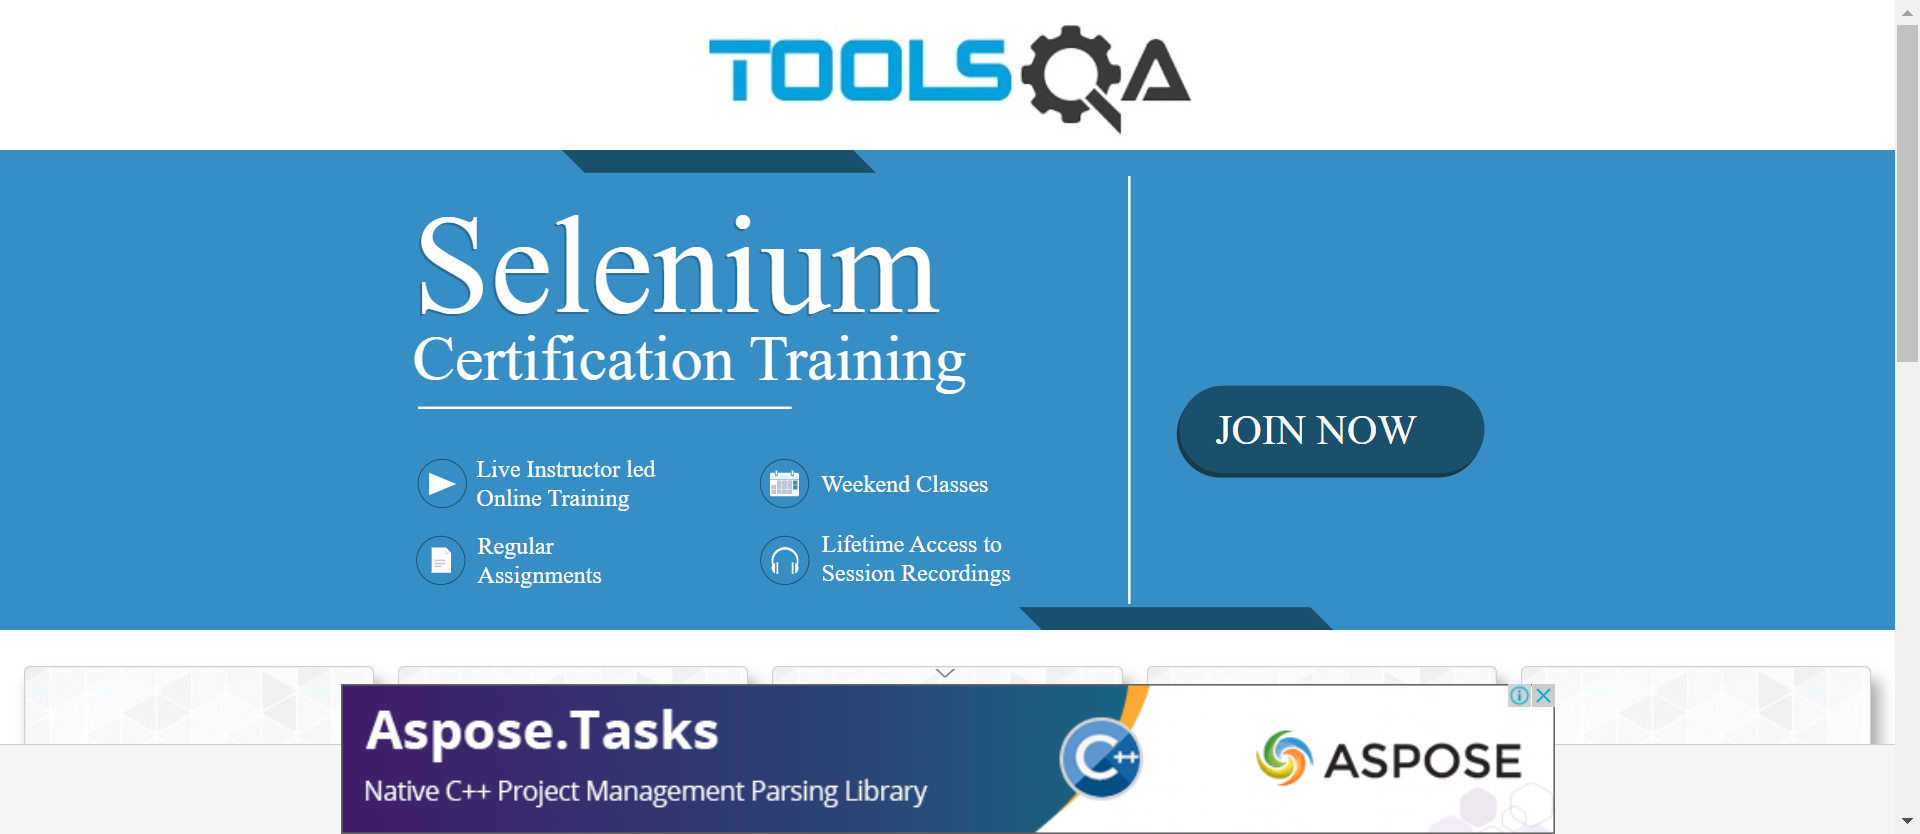 TOOLSQA
Selenium
Certification Training
Live Instructor led
Online Training
Weekend Classes
Regular
Assignments
Lifetime Access to
Session Recordings
JOIN NOW
Aspose.Tasks
Native C++ Project Management Parsing Library
C++
ASPOSE